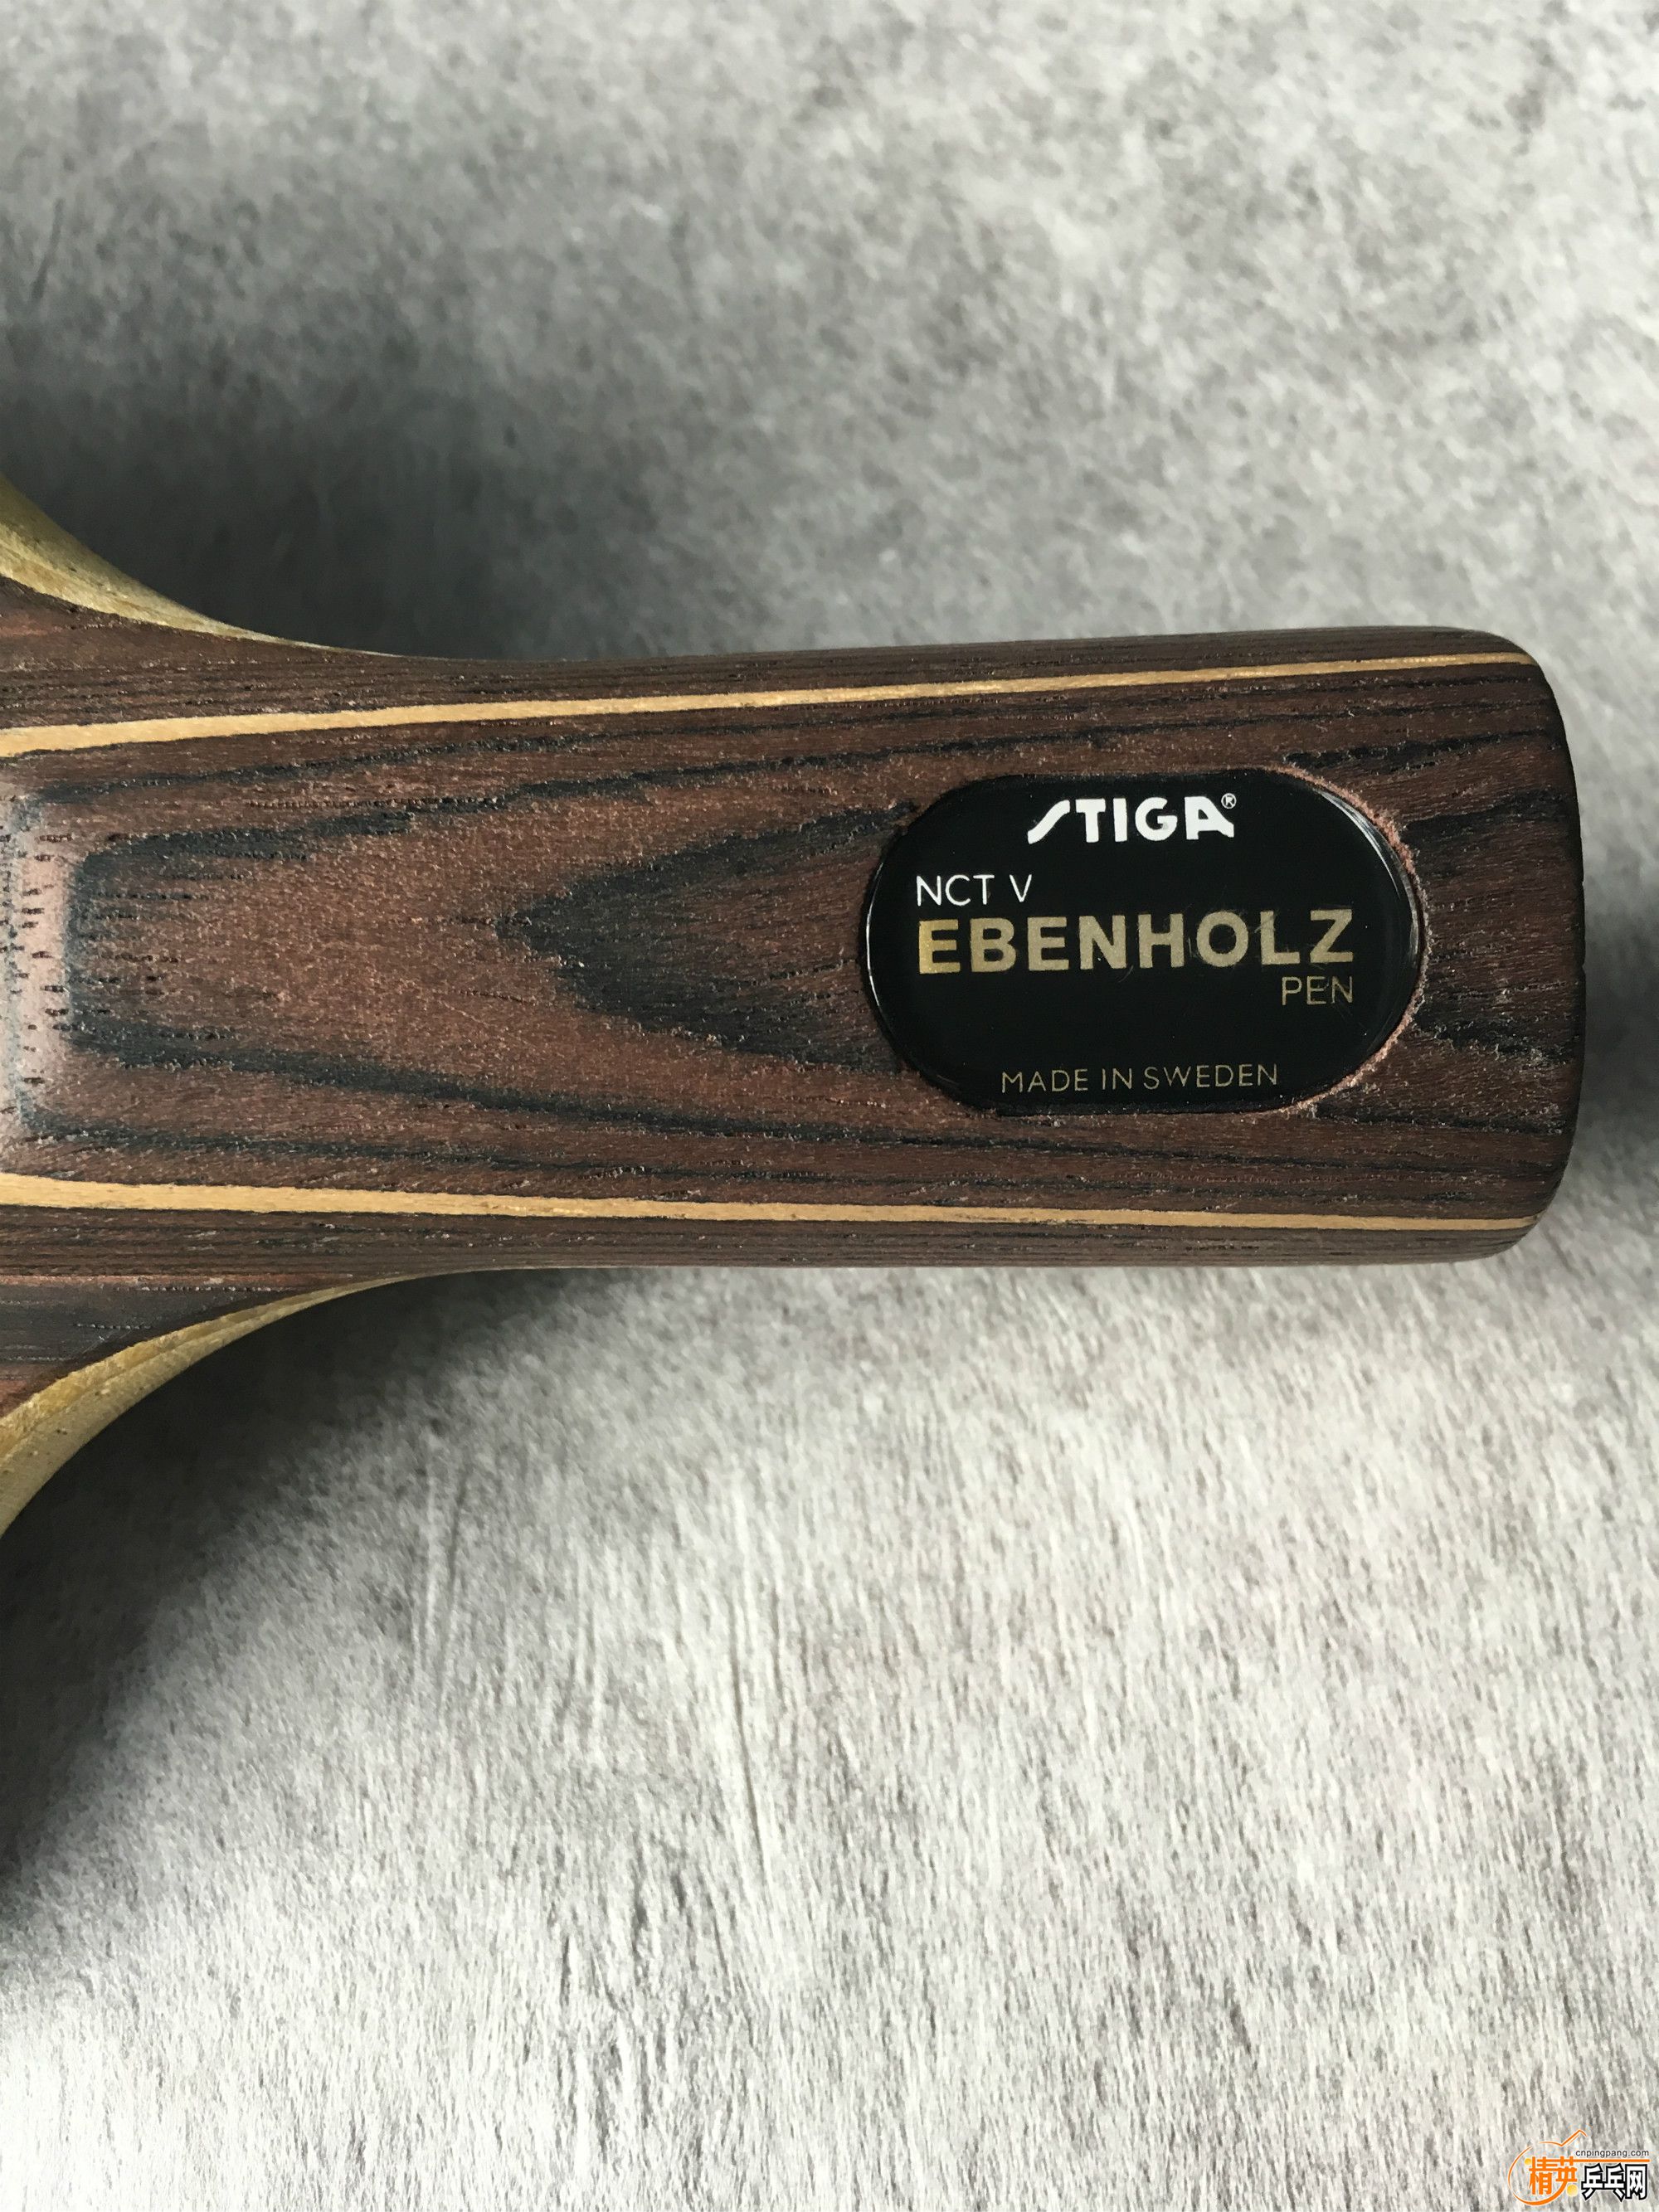 STIGA®
NCT V
EBENHOLZ
PEN
MADE IN SWEDEN
cnpingpang.com
精英乒乓网